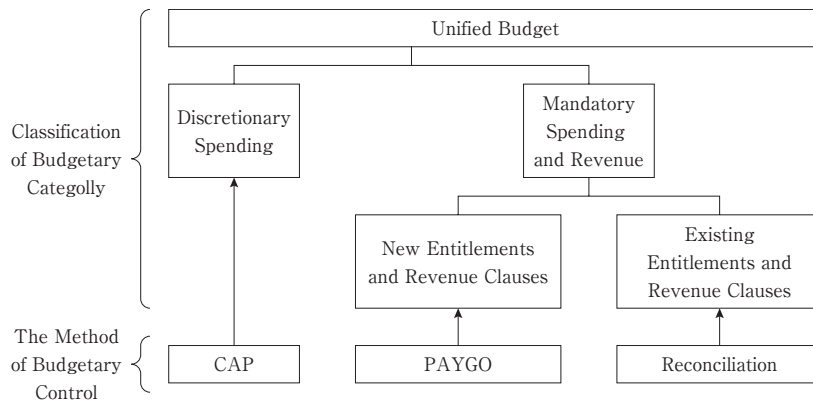 Unified Budget
Classification
of Budgetary
Categolly
Discretionary
Spending
Mandatory
Spending
and Revenue
New Entitlements
and Revenue Clauses
Existing
Entitlements and
Revenue Clauses
The Method
of Budgetary
Control
CAP
PAYGO
Reconciliation